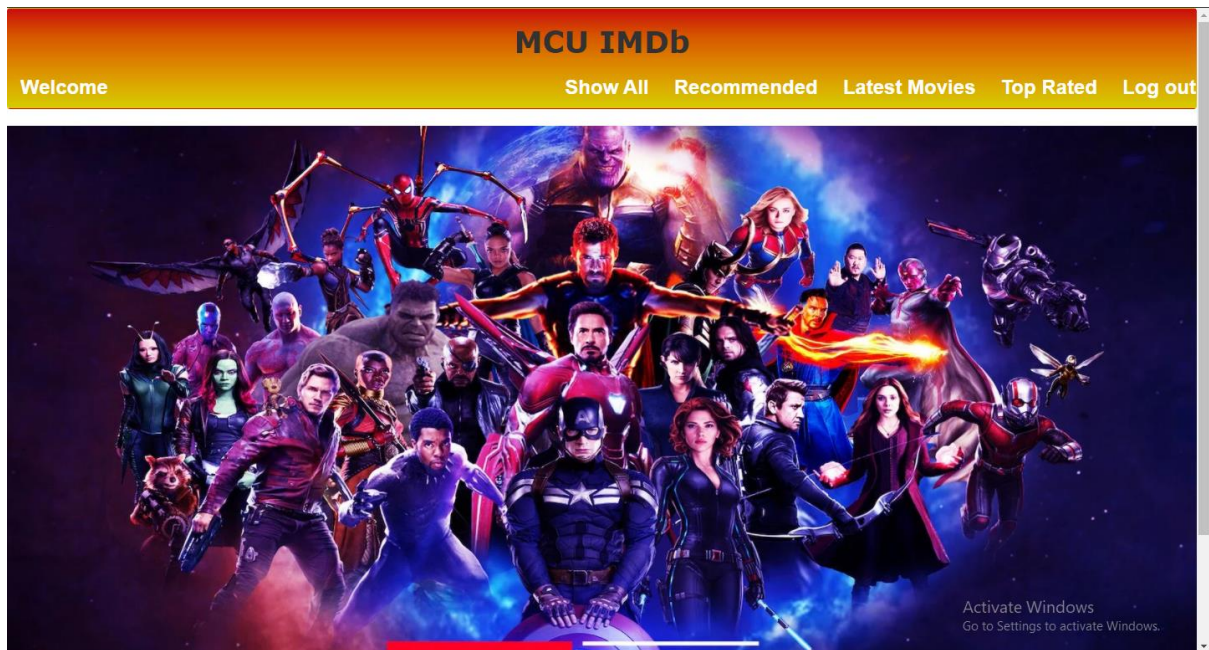 MCU IMDb
Welcome Show All Recommended Latest Movies Top Rated Log out
Activate Windows
Go to Settings to activate Windows.